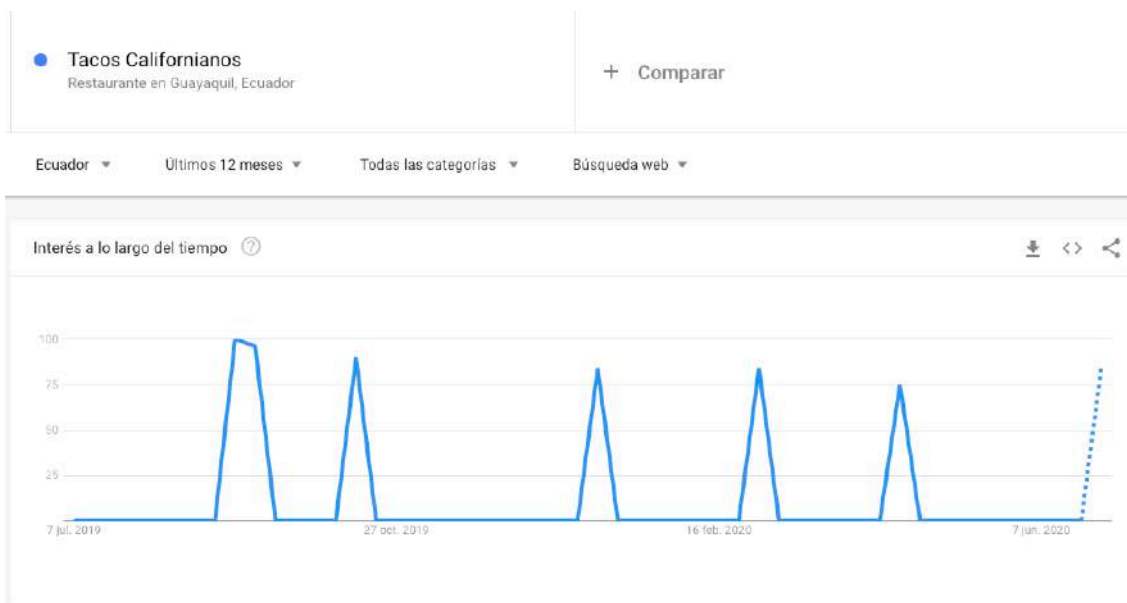 Tacos Californianos
Restaurante en Guayaquil, Ecuador
+ Comparar
Ecuador
Últimos 12 meses
Todas las categorías
Búsqueda web
Interés a lo largo del tiempo
100
75
50
25
7 jul. 2019
27 oct. 2019
16 feb. 2020
7 jun. 2020